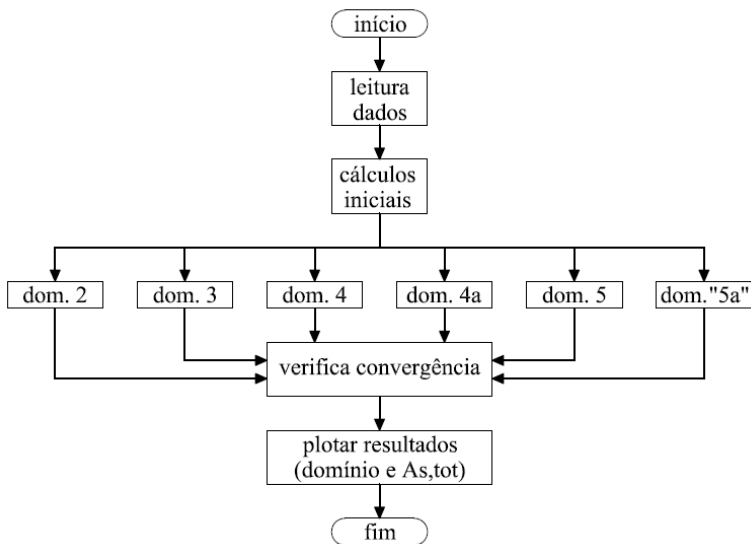 início
leitura
dados
cálculos
iniciais
dom. 2
dom. 3
dom. 4
dom. 4a
dom. 5
dom."5a"
verifica convergência
plotar resultados
(domínio e As,tot)
fim